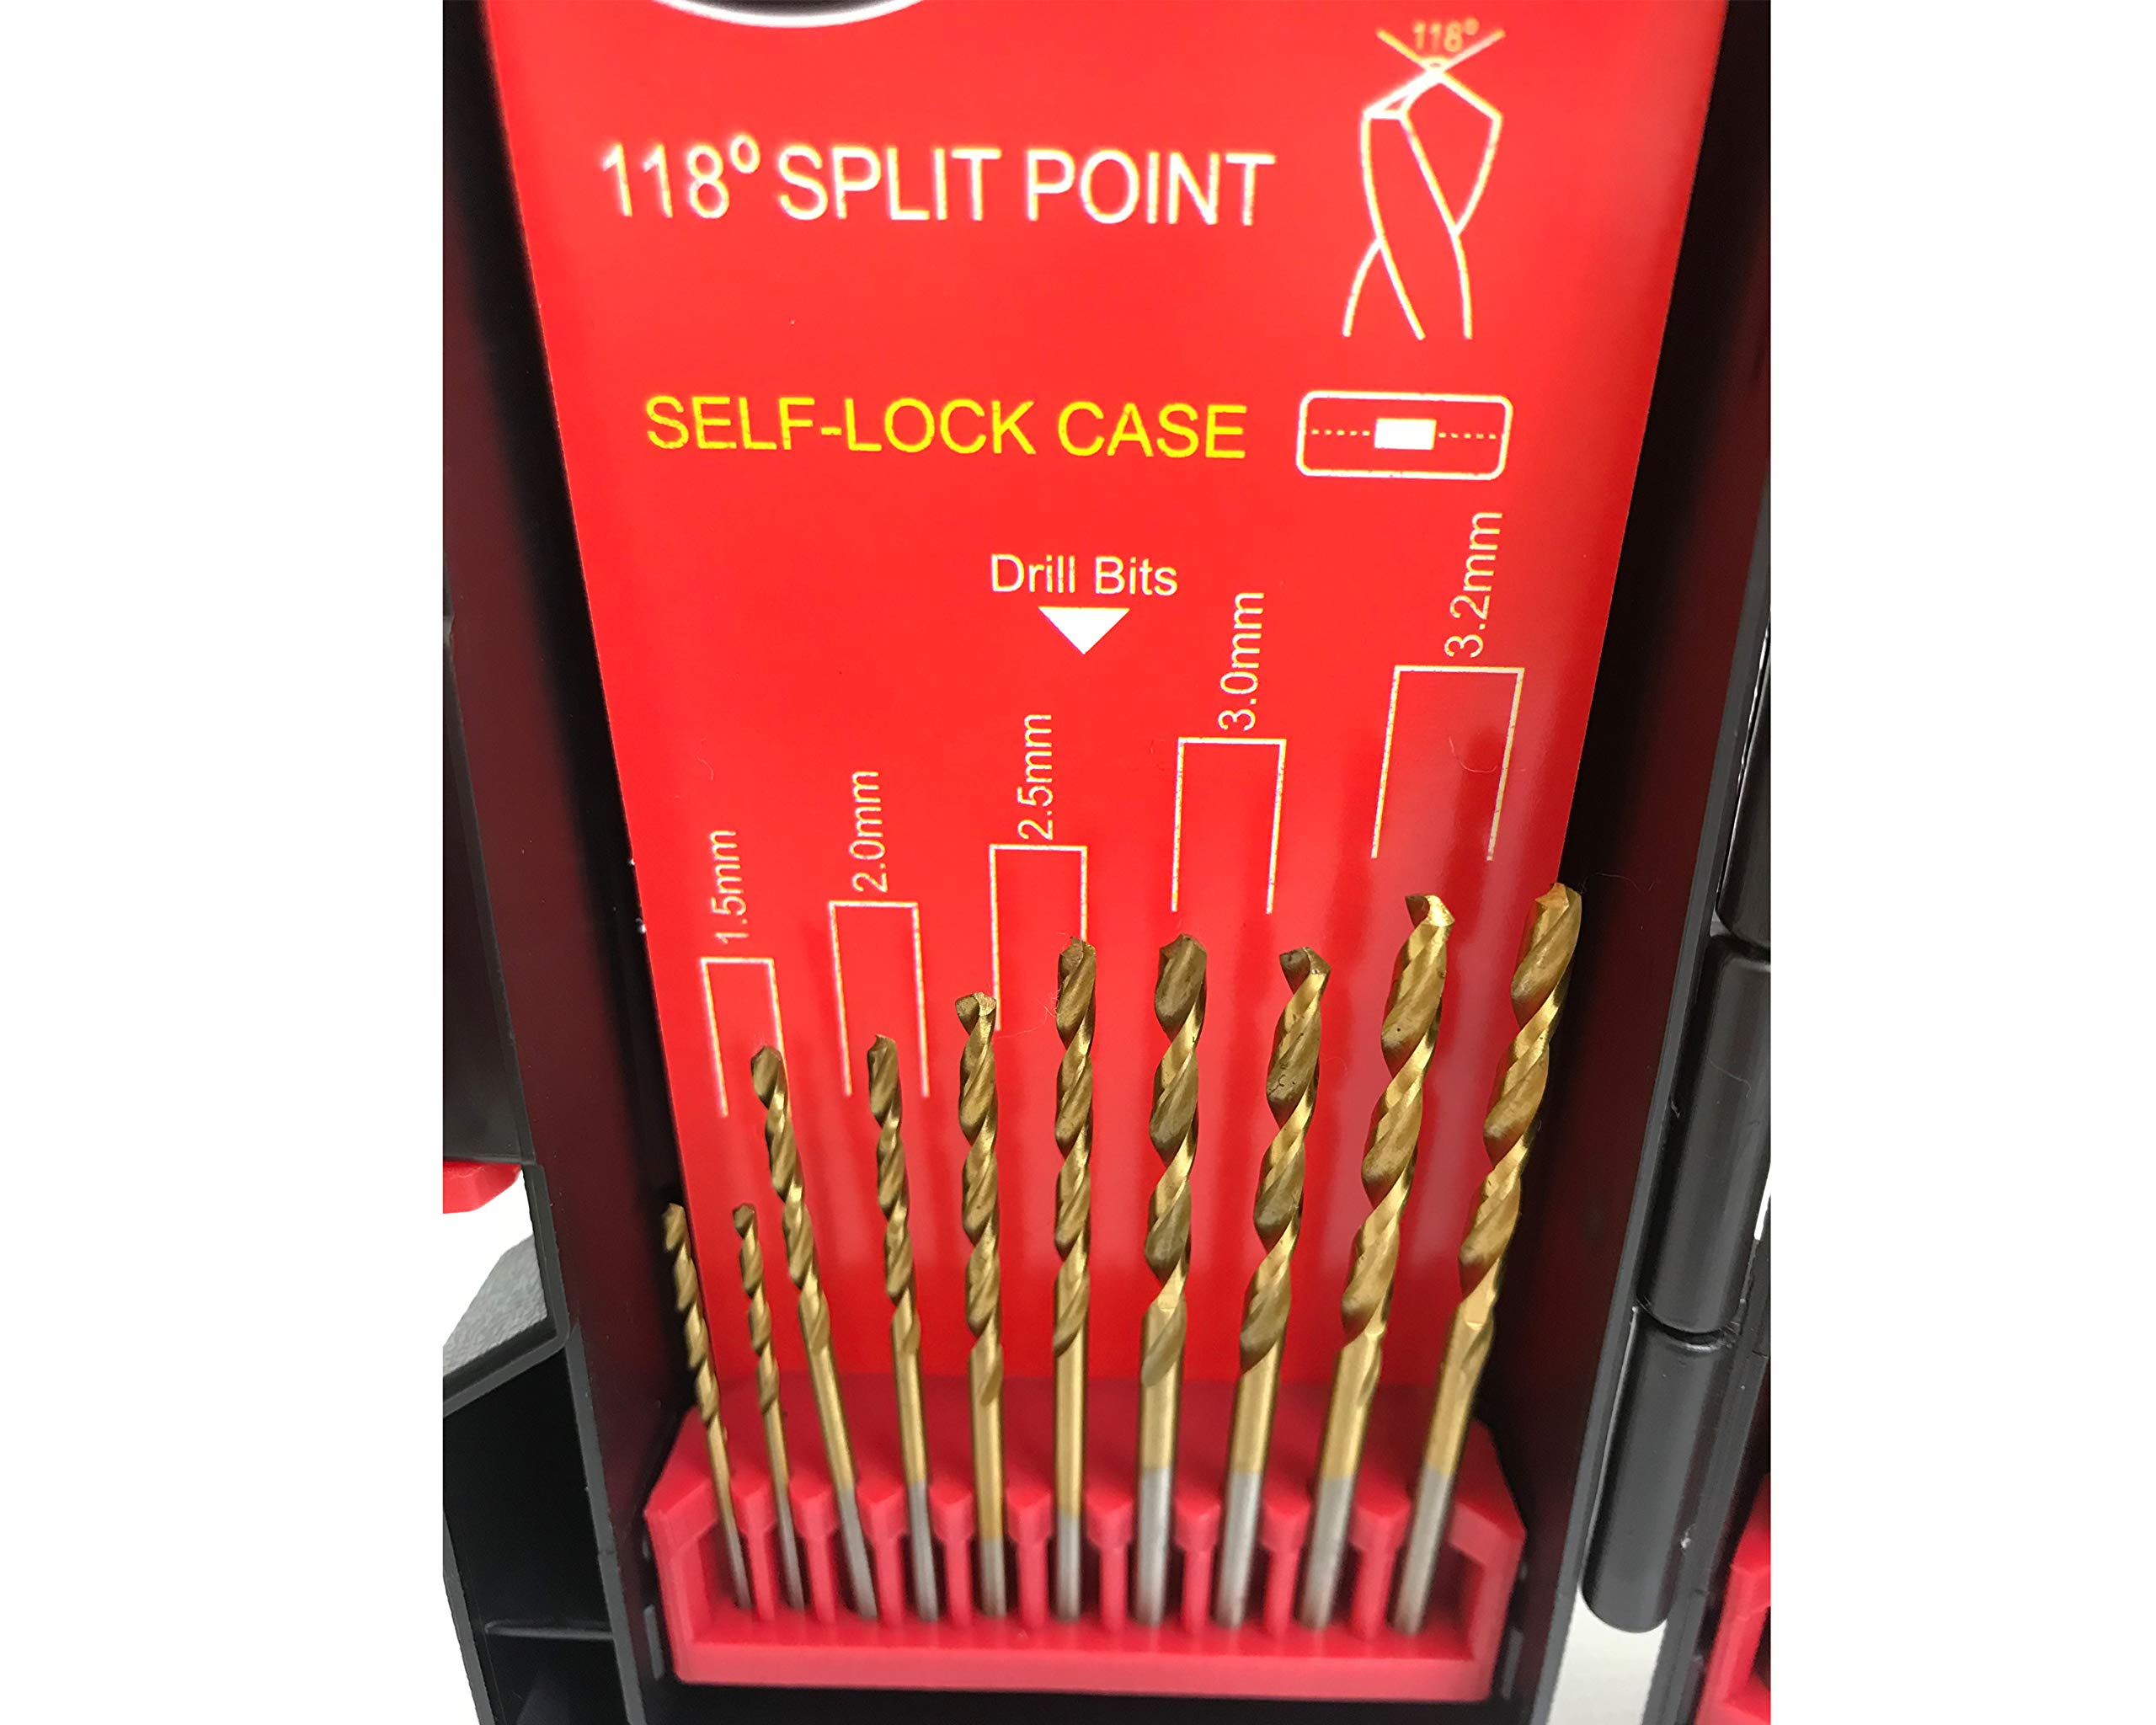 118°
118° SPLIT POINT
SELF-LOCK CASE
Drill Bits
1.5mm
2.0mm
2.5mm
3.0mm
3.2mm